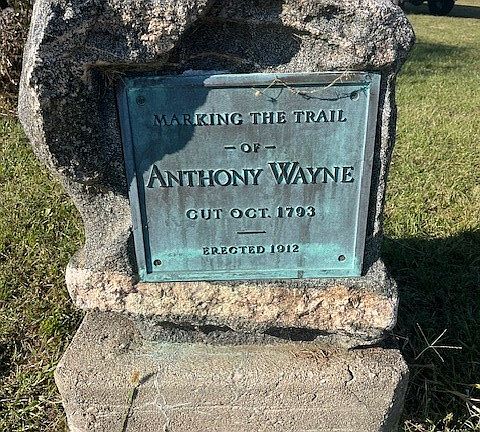 MARKING THE TRAIL
– OF –
ANTHONY WAYNE
CUT OCT. 1793
ERECTED 1912